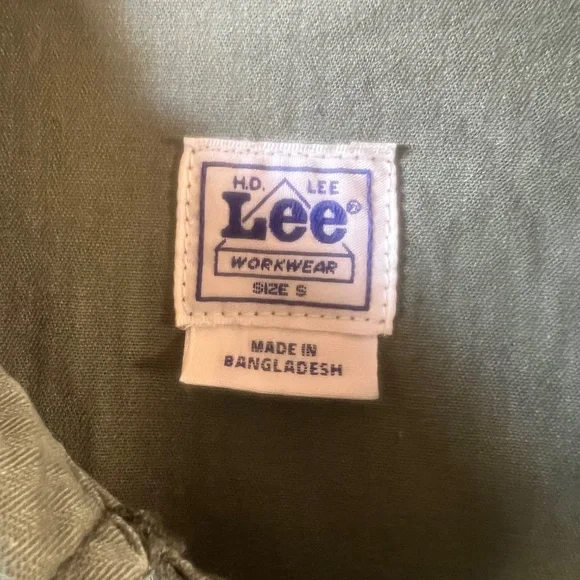 H.D. LEE
Lee®
WORKWEAR
SIZE S
MADE IN
BANGLADESH